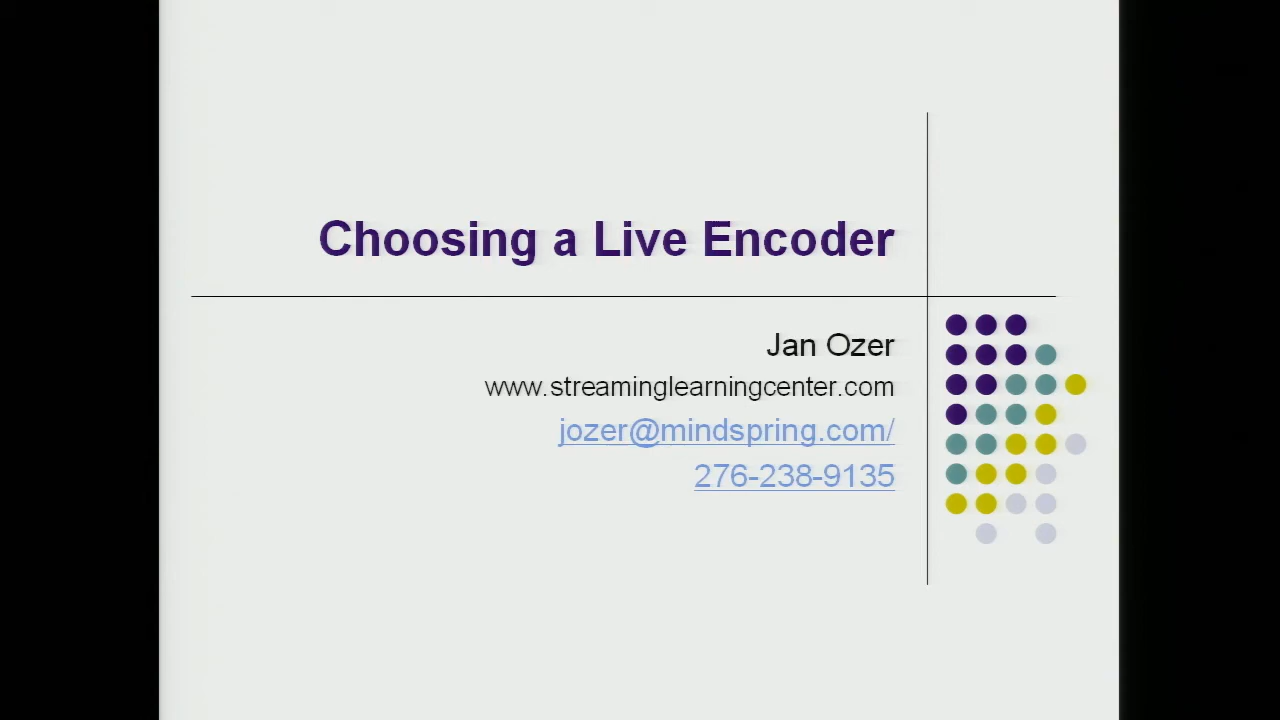 Choosing a Live Encoder
Jan Ozer
www.streaminglearningcenter.com
jozer@mindspring.com/
276-238-9135